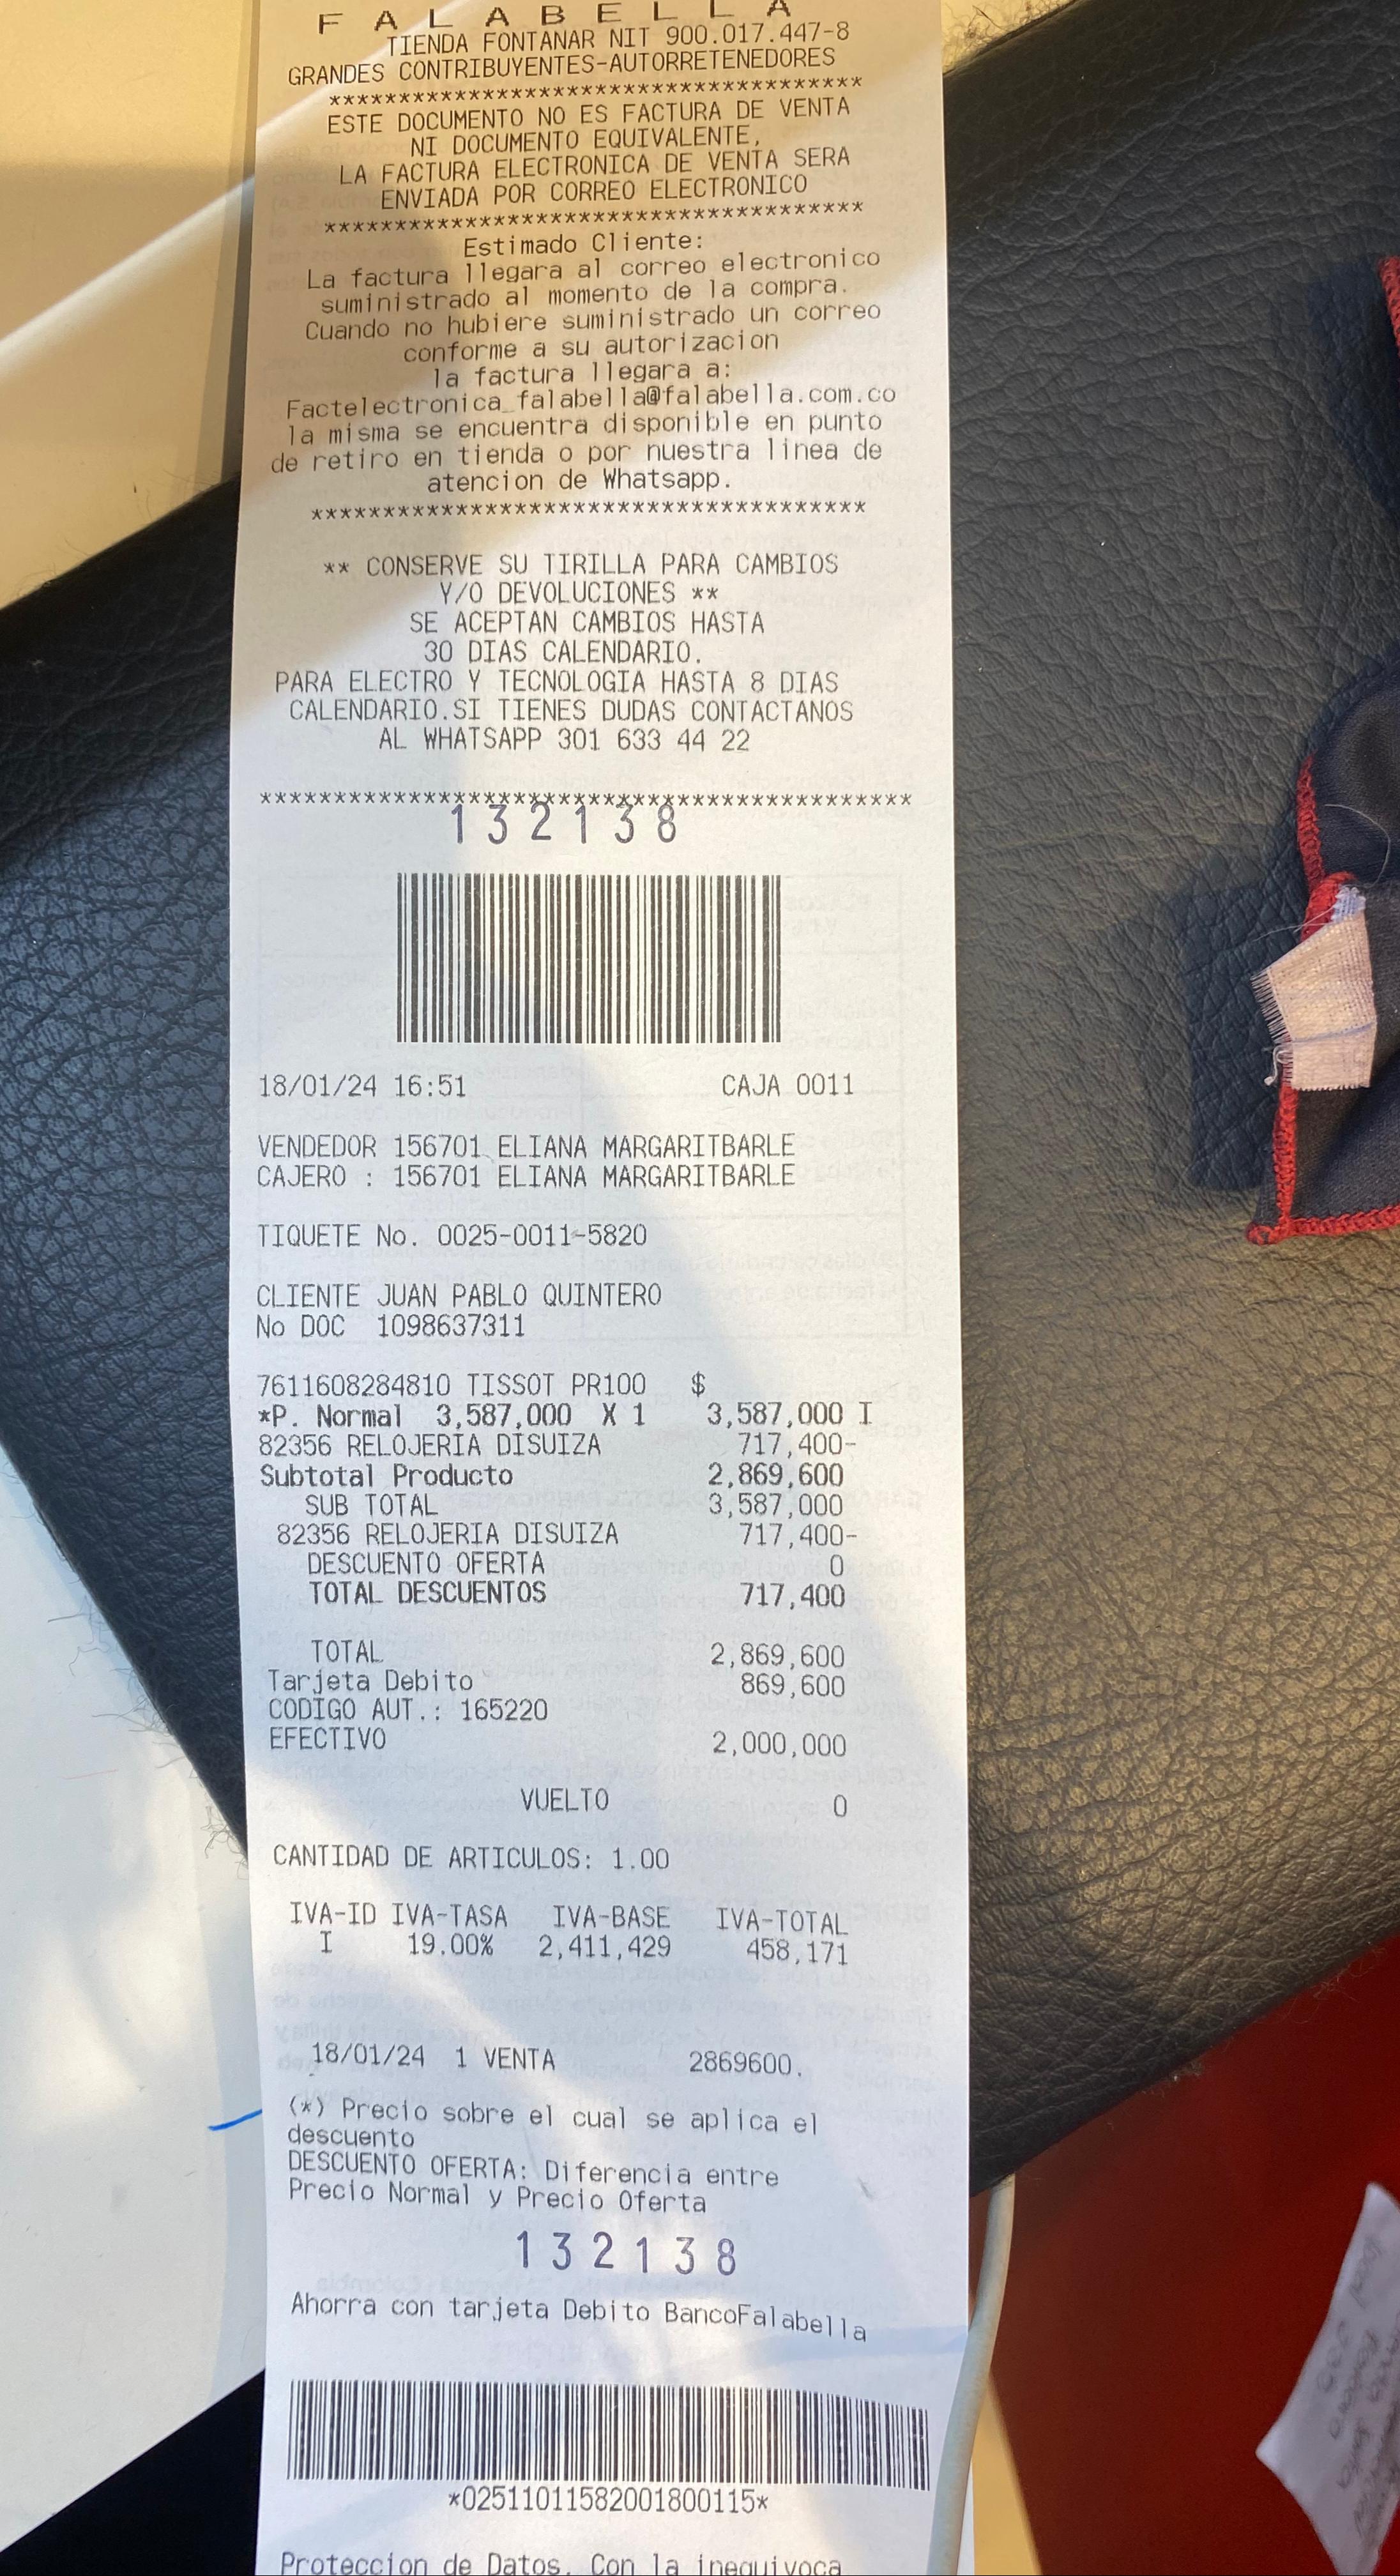 F A L A B E L L A
TIENDA FONTANAR NIT 900.017.447-8
GRANDES CONTRIBUYENTES-AUTORRETENEDORES
**************************************
ESTE DOCUMENTO NO ES FACTURA DE VENTA
NI DOCUMENTO EQUIVALENTE,
LA FACTURA ELECTRONICA DE VENTA SERA
ENVIADA POR CORREO ELECTRONICO
**************************************
Estimado Cliente:
La factura llegara al correo electronico
suministrado al momento de la compra.
Cuando no hubiere suministrado un correo
conforme a su autorizacion
la factura llegara a:
Factelectronica_falabella@falabella.com.co
la misma se encuentra disponible en punto
de retiro en tienda o por nuestra linea de
atencion de Whatsapp.
**************************************
** CONSERVE SU TIRILLA PARA CAMBIOS
Y/O DEVOLUCIONES **
SE ACEPTAN CAMBIOS HASTA
30 DIAS CALENDARIO.
PARA ELECTRO Y TECNOLOGIA HASTA 8 DIAS
CALENDARIO.SI TIENES DUDAS CONTACTANOS
AL WHATSAPP 301 633 44 22
********************************************
132138
18/01/24 16:51 CAJA 0011
VENDEDOR 156701 ELIANA MARGARITBARLE
CAJERO : 156701 ELIANA MARGARITBARLE
TIQUETE No. 0025-0011-5820
CLIENTE JUAN PABLO QUINTERO
No DOC 1098637311
7611608284810 TISSOT PR100 $
*P. Normal 3,587,000 X 1 3,587,000 I
82356 RELOJERIA DISUIZA 717,400-
Subtotal Producto 2,869,600
SUB TOTAL 3,587,000
82356 RELOJERIA DISUIZA 717,400-
DESCUENTO OFERTA 0
TOTAL DESCUENTOS 717,400
TOTAL 2,869,600
Tarjeta Debito 869,600
CODIGO AUT.: 165220
EFECTIVO 2,000,000
VUELTO 0
CANTIDAD DE ARTICULOS: 1.00
IVA-ID IVA-TASA IVA-BASE IVA-TOTAL
I 19.00% 2,411,429 458,171
18/01/24 1 VENTA 2869600.
(*) Precio sobre el cual se aplica el
descuento
DESCUENTO OFERTA: Diferencia entre
Precio Normal y Precio Oferta
132138
Ahorra con tarjeta Debito BancoFalabella
*02511011582001800115*
Proteccion de Datos. Con la inequivoca